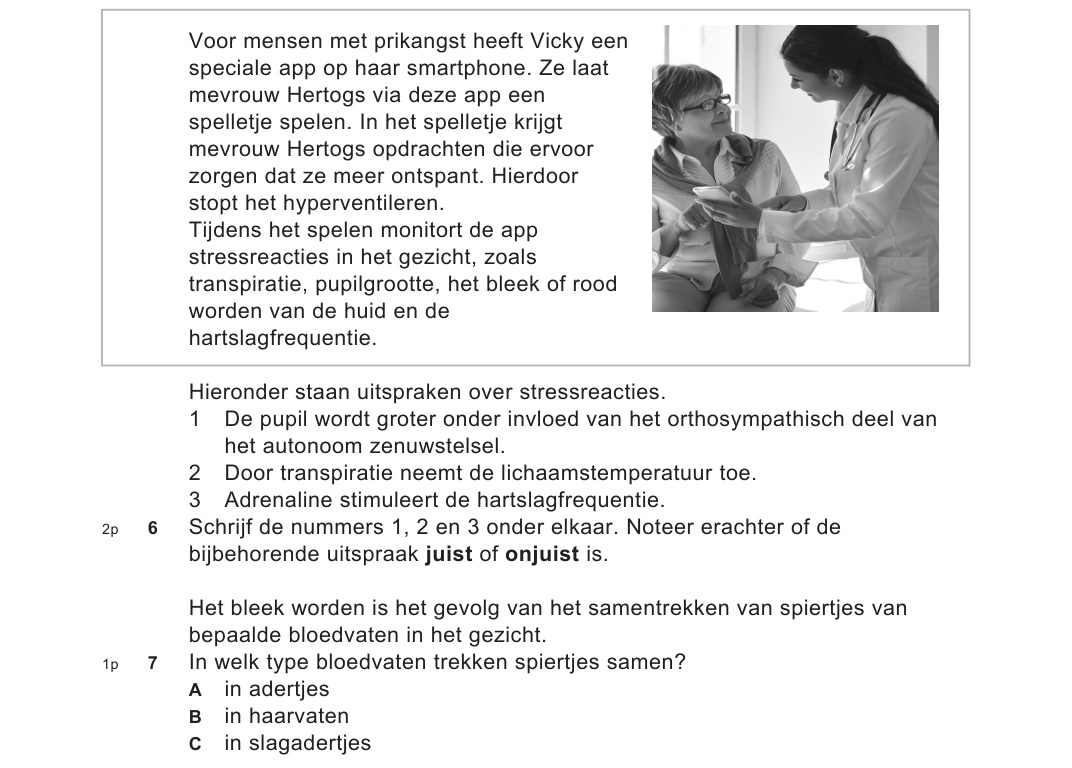 Voor mensen met prikangst heeft Vicky een
speciale app op haar smartphone. Ze laat
mevrouw Hertogs via deze app een
spelletje spelen. In het spelletje krijgt
mevrouw Hertogs opdrachten die ervoor
zorgen dat ze meer ontspant. Hierdoor
stopt het hyperventileren.
Tijdens het spelen monitort de app
stressreacties in het gezicht, zoals
transpiratie, pupilgrootte, het bleek of rood
worden van de huid en de
hartslagfrequentie.
Hieronder staan uitspraken over stressreacties.
1 De pupil wordt groter onder invloed van het orthosympathisch deel van
het autonoom zenuwstelsel.
2 Door transpiratie neemt de lichaamstemperatuur toe.
3 Adrenaline stimuleert de hartslagfrequentie.
2p 6 Schrijf de nummers 1, 2 en 3 onder elkaar. Noteer erachter of de
bijbehorende uitspraak juist of onjuist is.
Het bleek worden is het gevolg van het samentrekken van spiertjes van
bepaalde bloedvaten in het gezicht.
1p 7 In welk type bloedvaten trekken spiertjes samen?
A in adertjes
B in haarvaten
C in slagadertjes